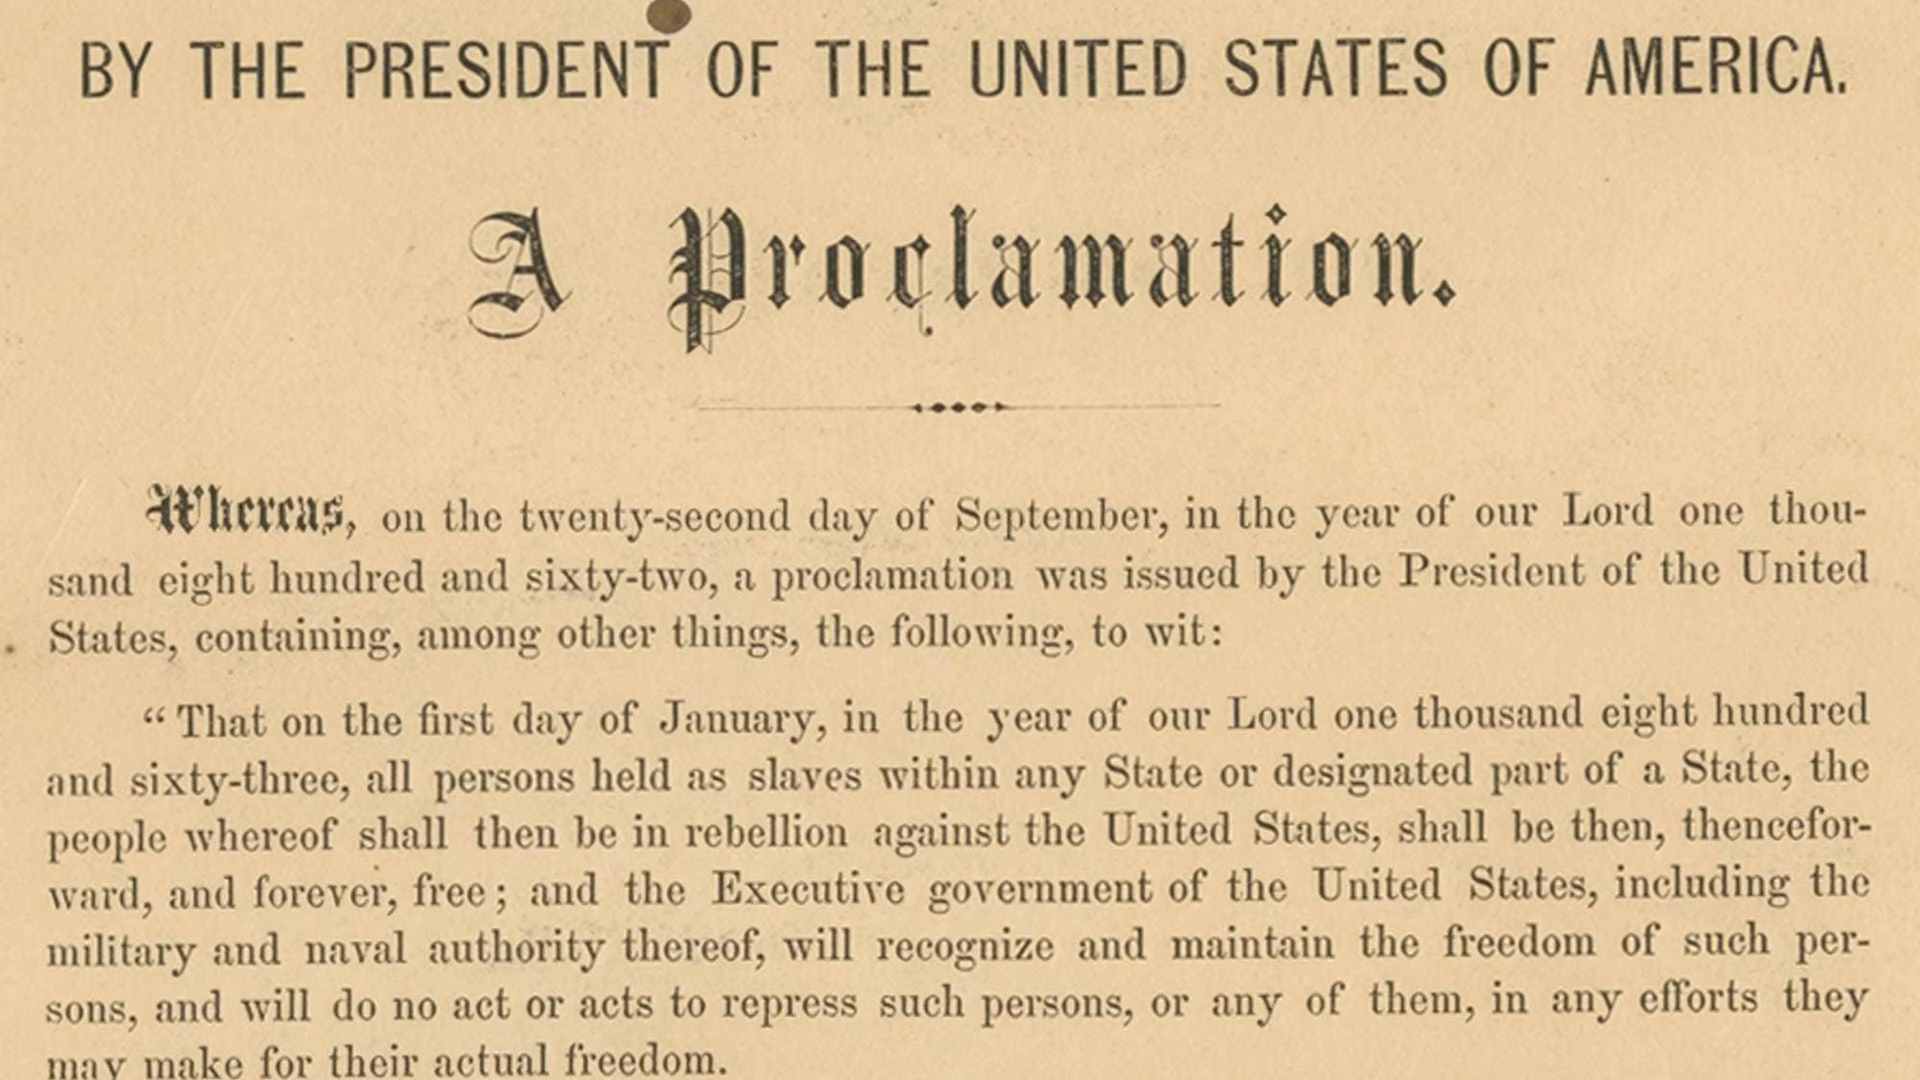 BY THE PRESIDENT OF THE UNITED STATES OF AMERICA.
A Proclamation.
Whereas, on the twenty-second day of September, in the year of our Lord one thou-
sand eight hundred and sixty-two, a proclamation was issued by the President of the United
States, containing, among other things, the following, to wit:
“ That on the first day of January, in the year of our Lord one thousand eight hundred
and sixty-three, all persons held as slaves within any State or designated part of a State, the
people whereof shall then be in rebellion against the United States, shall be then, thencefor-
ward, and forever, free ; and the Executive government of the United States, including the
military and naval authority thereof, will recognize and maintain the freedom of such per-
sons, and will do no act or acts to repress such persons, or any of them, in any efforts they
may make for their actual freedom.